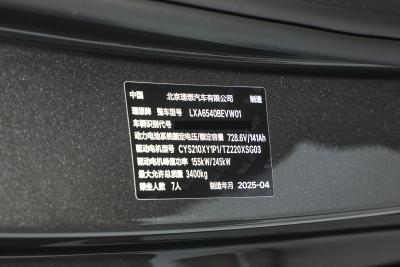 中国 北京理想汽车有限公司 制造
理想牌 整车型号 LXA6540BEVW01
车辆识别代号
动力电池系统额定电压/额定容量 728.6V/141Ah
驱动电机型号 CYS210XY1P1/TZ220XSG03
驱动电机峰值功率 155kW/245kW
最大允许总质量 3400kg
乘坐人数 7人 制造年月 2025-04